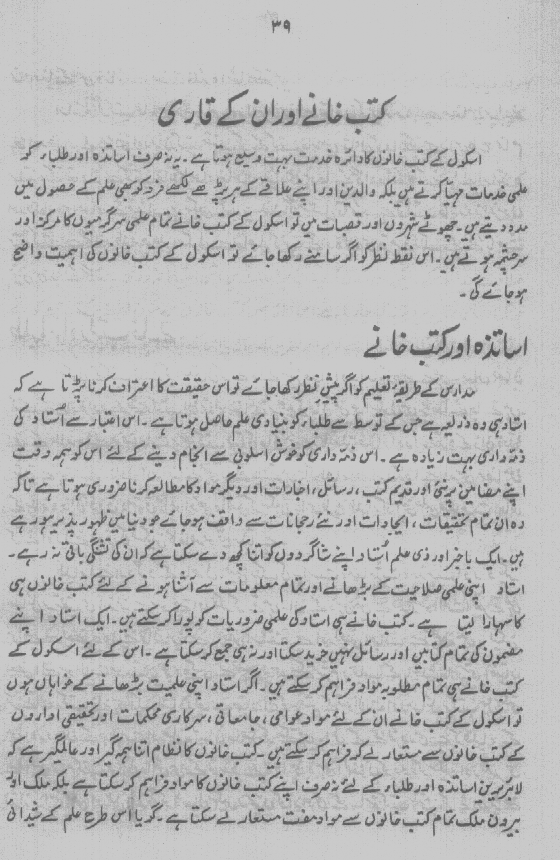 ۳۹
کتب خانے اور ان کے قاری
اسکول کے کتب خانوں کا دائرہ خدمت بہت وسیع ہوتا ہے۔ یہ نہ صرف اساتذہ اور طلباء کو
علمی خدمات مہیا کرتے ہیں بلکہ والدین اور اپنے علاقے کے ہر پڑھے لکھے فرد کو بھی علم کے حصول میں
مدد دیتے ہیں۔ چھوٹے شہروں اور قصبات میں تو اسکول کے کتب خانے تمام علمی سرگرمیوں کا مرکز اور
سرچشمہ ہوتے ہیں۔ اس نقطہ نظر کو اگر سامنے رکھا جائے تو اسکول کے کتب خانوں کی اہمیت واضح
ہو جائے گی۔
اساتذہ اور کتب خانے
مدارس کے طریقۂ تعلیم کو اگر پیش نظر رکھا جائے تو اس حقیقت کا اعتراف کرنا پڑتا ہے کہ
استاد ہی وہ ذریعہ ہے جس کے توسط سے طلباء کو بنیادی علم حاصل ہوتا ہے۔ اس اعتبار سے اُستاد کی
ذمہ داری بہت زیادہ ہے۔ اس ذمہ داری کو خوش اسلوبی سے انجام دینے کے لئے اس کو ہمہ وقت
اپنے مضامین پر نئی اور قدیم کتب، رسائل، اخبارات اور دیگر مواد کا مطالعہ کرنا ضروری ہوتا ہے تاکہ
وہ ان تمام تحقیقات، ایجادات اور نئے رجحانات سے واقف ہو جائے جو دنیا میں ظہور پذیر ہو رہے
ہیں۔ ایک باخبر اور ذی علم اُستاد اپنے شاگردوں کو اتنا کچھ دے سکتا ہے کہ ان کی تشنگی باقی نہ رہے۔
استاد اپنی علمی صلاحیت کے بڑھانے اور تمام معلومات سے آشنا ہونے کے لئے کتب خانوں ہی
کا سہارا لیتا ہے۔ کتب خانے ہی استاد کی علمی ضروریات کو پورا کر سکتے ہیں۔ ایک استاد اپنے
مضمون کی تمام کتابیں اور رسائل نہیں خرید سکتا اور نہ ہی جمع کر سکتا ہے۔ اس کے لئے اسکول کے
کتب خانے ہی تمام مطلوبہ مواد فراہم کر سکتے ہیں۔ اگر استاد اپنی علمیت بڑھانے کے خواہاں ہوں
تو اسکول کے کتب خانے ان کے لئے مواد عوامی، جامعاتی، سرکاری محکمات اور تحقیقی اداروں
کے کتب خانوں سے مستعار لے کر فراہم کر سکتے ہیں۔ کتب خانوں کا نظام اتنا ہمہ گیر اور عالمگیر ہے کہ
لائبریرین اساتذہ اور طلباء کے لئے نہ صرف اپنے کتب خانوں کا مواد فراہم کر سکتا ہے بلکہ ملک اور
بیرون ملک تمام کتب خانوں سے مواد مفت مستعار لے سکتا ہے۔ گویا اس طرح علم کے شیدائی